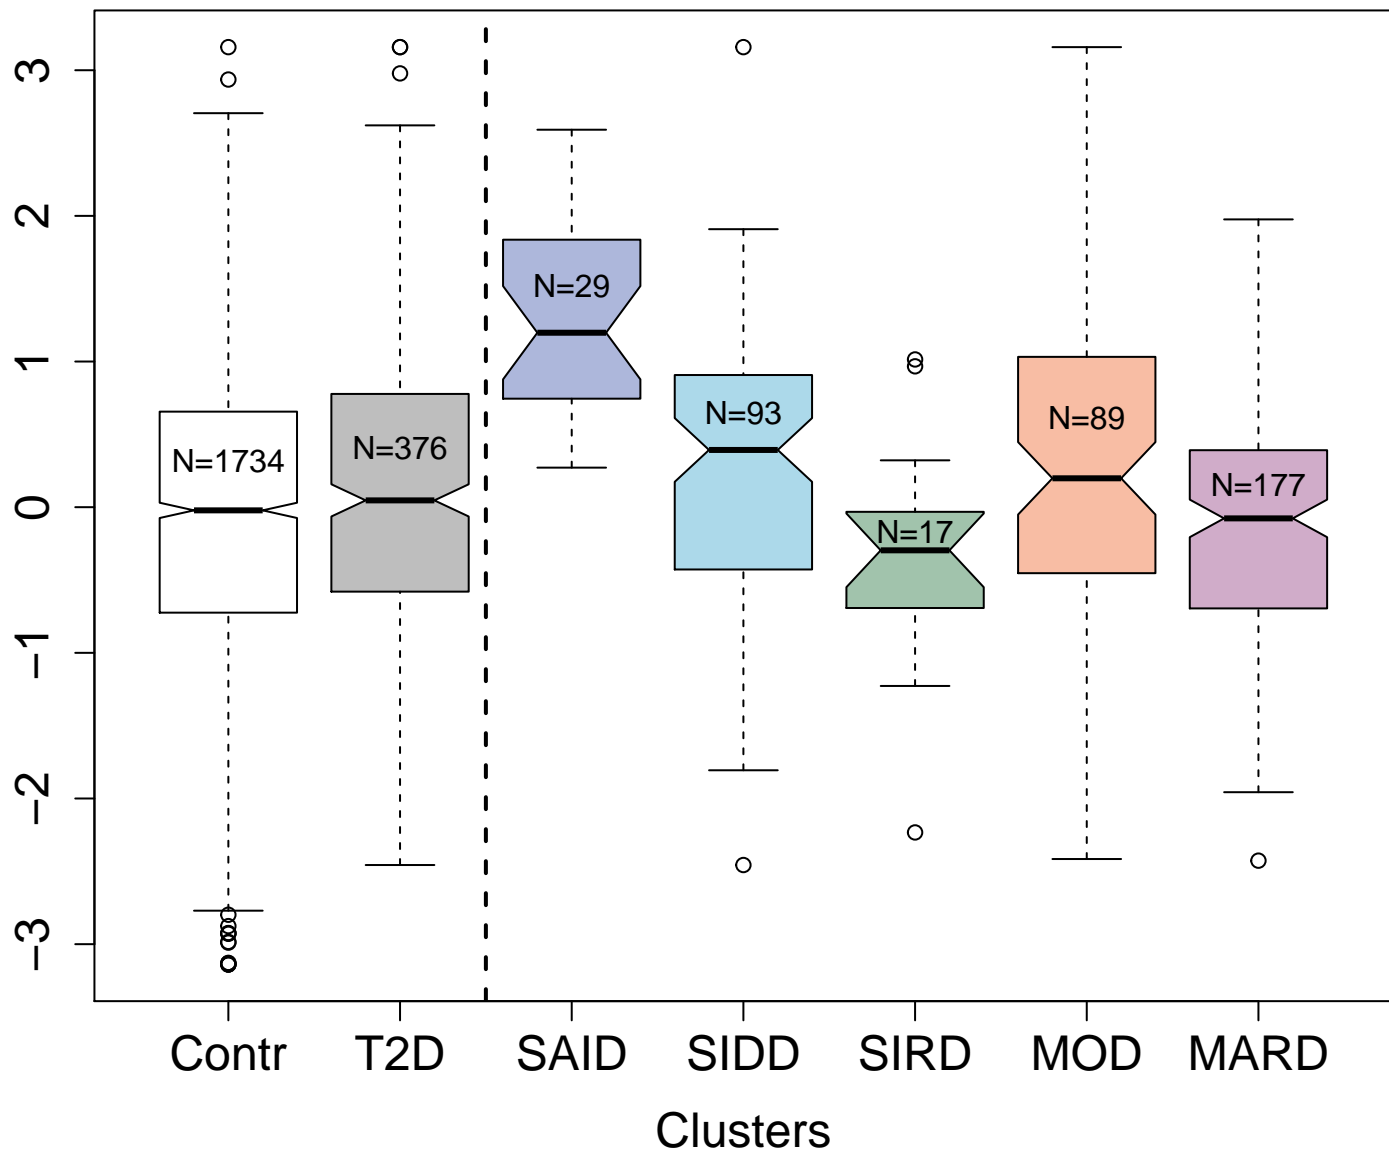 3
2
1
0
−1
−2
−3
N=1734
N=376
N=29
N=93
N=17
N=89
N=177
Contr T2D SAID SIDD SIRD MOD MARD
Clusters